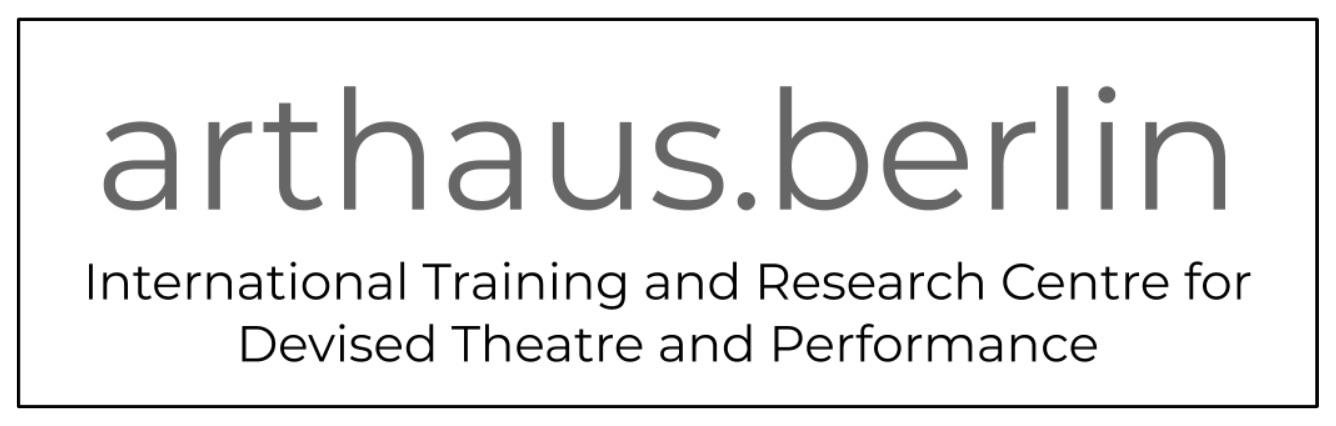 arthaus.berlin
International Training and Research Centre for
Devised Theatre and Performance